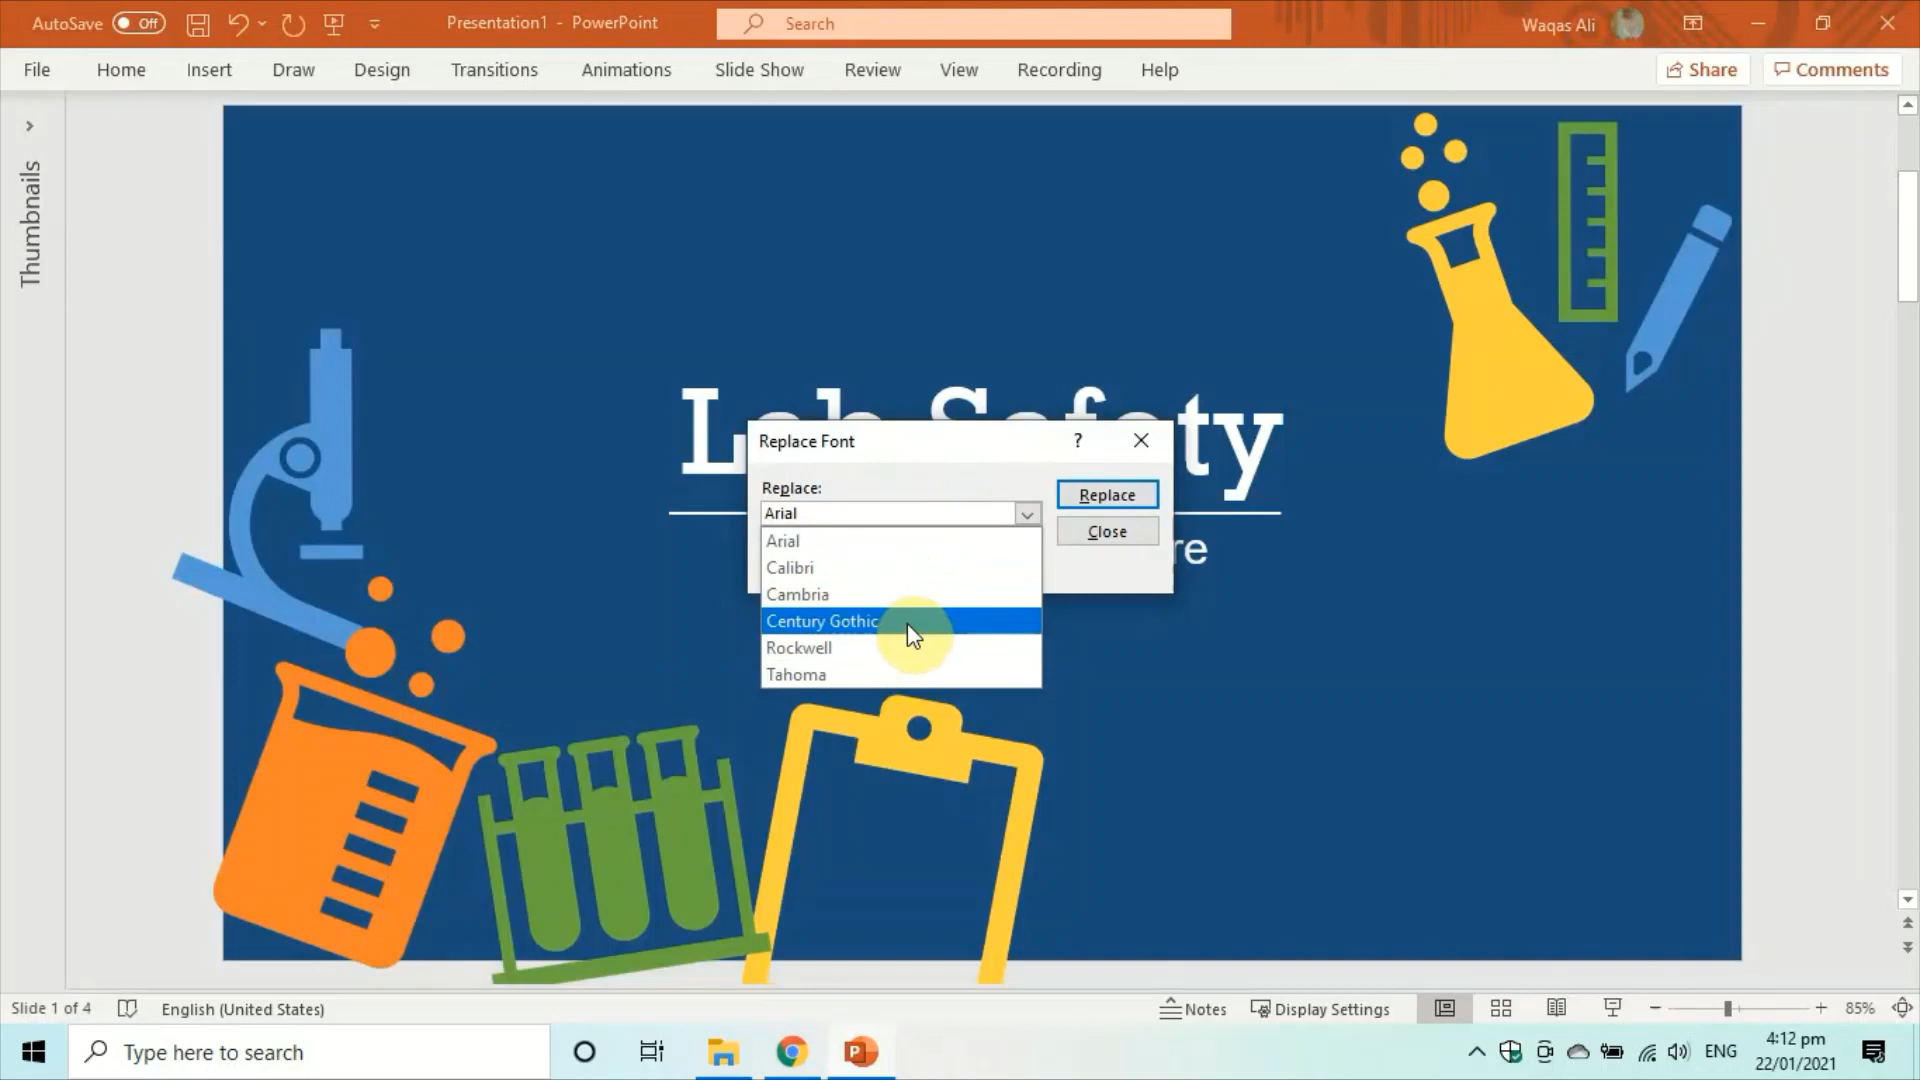 AutoSave Off Presentation1 - PowerPoint Search Waqas Ali
File Home Insert Draw Design Transitions Animations Slide Show Review View Recording Help Share Comments
Thumbnails
ty
Replace Font ? 
Replace:
Arial
Replace
Close
re
Arial
Calibri
Cambria
Century Gothic
Rockwell
Tahoma
Slide 1 of 4 English (United States) Notes Display Settings 85%
Type here to search ENG 4:12 pm
22/01/2021